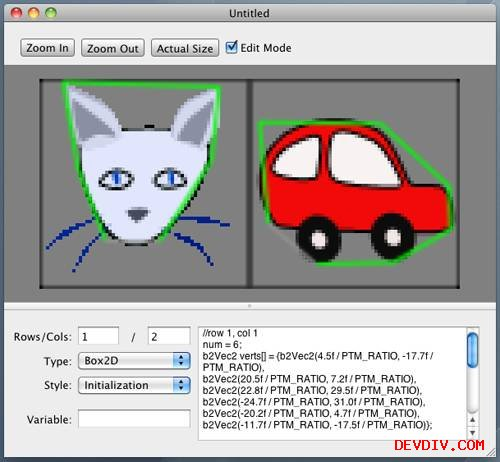 Untitled
Zoom In Zoom Out Actual Size Edit Mode
Rows/Cols: 1 / 2
Type: Box2D
Style: Initialization
Variable:
//row 1, col 1
num = 6;
b2Vec2 verts[] = {b2Vec2(4.5f / PTM_RATIO, -17.7f /
PTM_RATIO),
b2Vec2(20.5f / PTM_RATIO, 7.2f / PTM_RATIO),
b2Vec2(22.8f / PTM_RATIO, 29.5f / PTM_RATIO),
b2Vec2(-24.7f / PTM_RATIO, 31.0f / PTM_RATIO),
b2Vec2(-20.2f / PTM_RATIO, 4.7f / PTM_RATIO),
b2Vec2(-11.7f / PTM_RATIO, -17.5f / PTM_RATIO)};
DEVDIV.COM